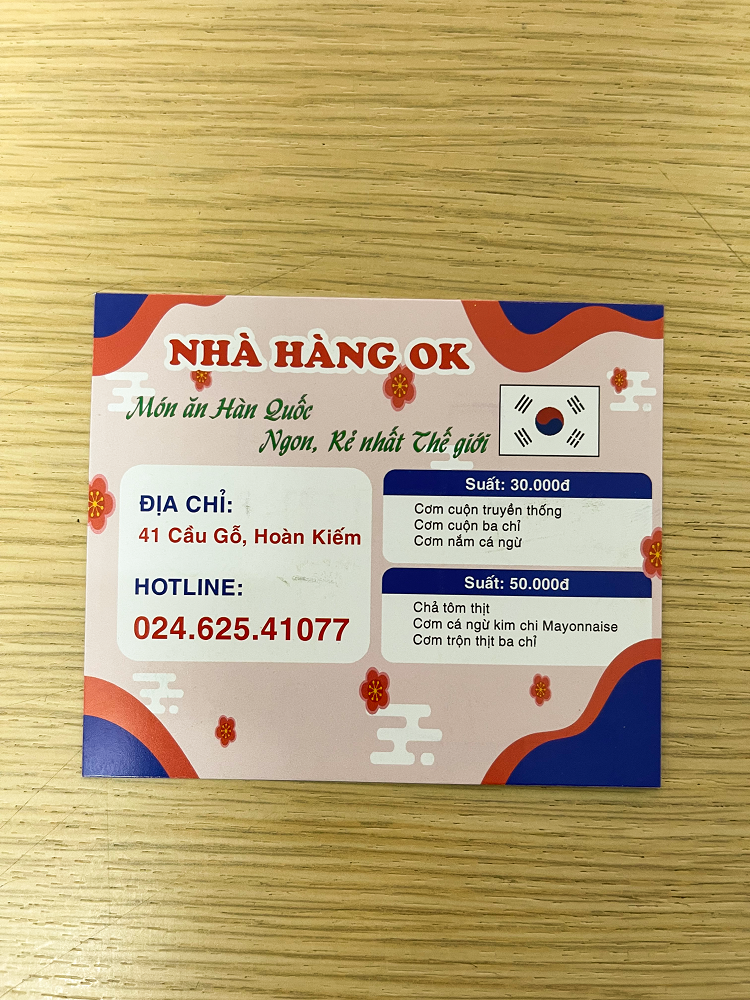 NHÀ HÀNG OK
Món ăn Hàn Quốc
Ngon, Rẻ nhất Thế giới
ĐỊA CHỈ:
41 Cầu Gỗ, Hoàn Kiếm
HOTLINE:
024.625.41077
Suất: 30.000đ
Cơm cuộn truyền thống
Cơm cuộn ba chỉ
Cơm nắm cá ngừ
Suất: 50.000đ
Chả tôm thịt
Cơm cá ngừ kim chi Mayonnaise
Cơm trộn thịt ba chỉ